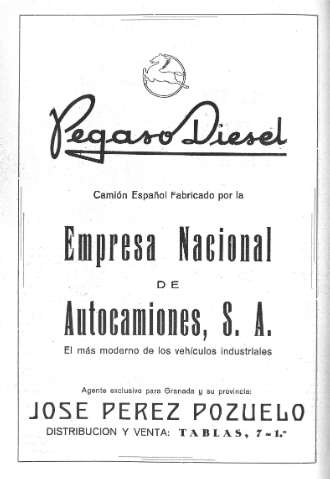 Pegaso Diesel
Camión Español Fabricado por la
Empresa Nacional
DE
Autocamiones, S. A.
El más moderno de los vehículos industriales
Agente exclusivo para Granada y su provincia:
JOSE PEREZ POZUELO
DISTRIBUCION Y VENTA: TABLAS, 7-1.º